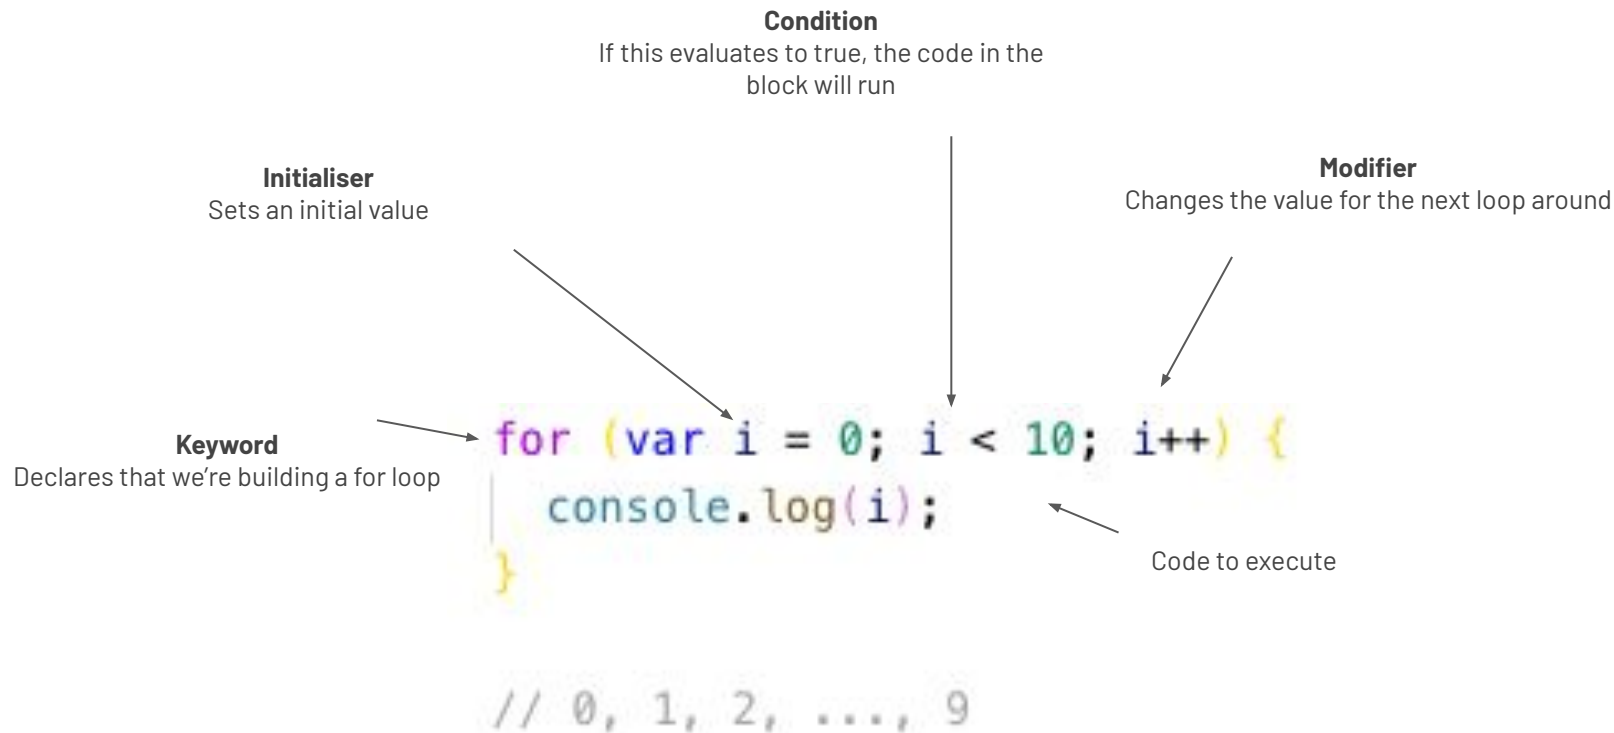 Condition
If this evaluates to true, the code in the
block will run
Initialiser
Sets an initial value
Modifier
Changes the value for the next loop around
Keyword
Declares that we’re building a for loop
for (var i = 0; i < 10; i++) {
console.log(i);
}
Code to execute
// 0, 1, 2, ..., 9